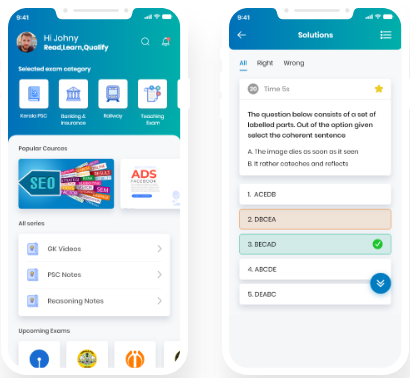 9:41
Hi Johny
Read,Learn,Qualify
Selected exam category
Kerala PSC
Banking &
Insurance
Railway
Teaching
Exam
Popular Cources
SEO
ADS
FACEBOOK
All series
GK Videos
PSC Notes
Reasoning Notes
Upcoming Exams
9:41
Solutions
All Right Wrong
20 Time 5s
The question below consists of a set of
labelled parts. Out of the option given
select the coherent sentence
A. The image dies as soon as it seen
B. It rather cataches and reflects
1. ACEDB
2. DBCEA
3. BECAD
4. ABCDE
5. DEABC